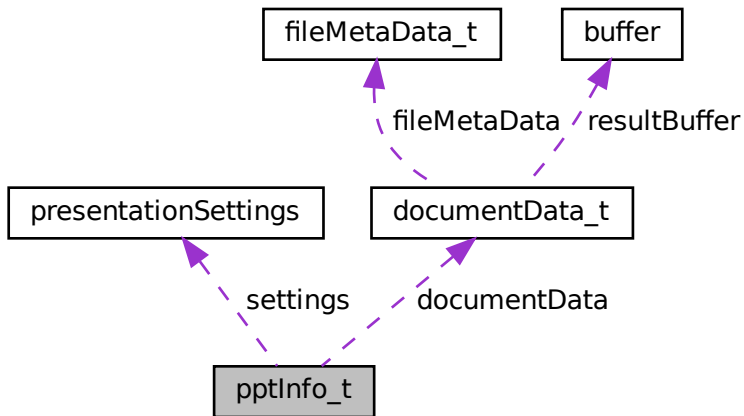 fileMetaData_t
buffer
fileMetaData
resultBuffer
presentationSettings
documentData_t
settings
documentData
pptInfo_t